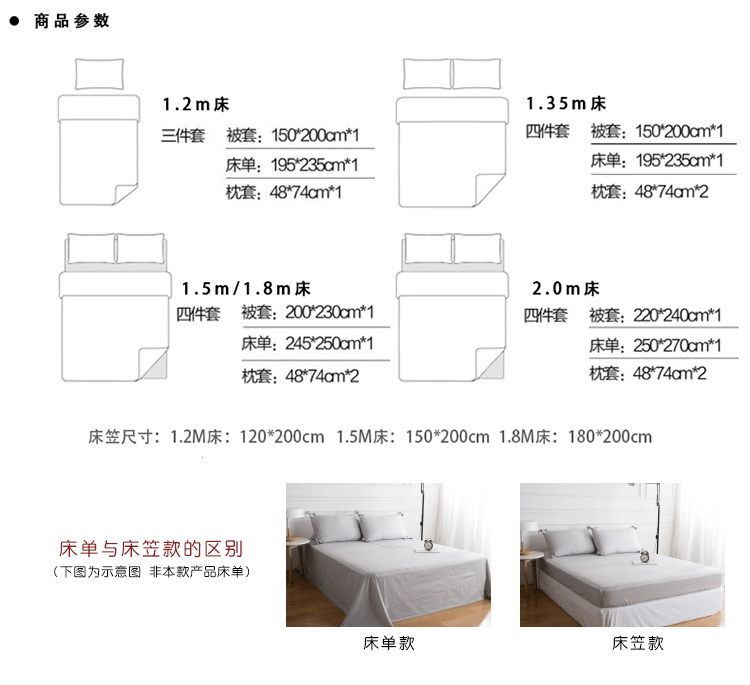 ● 商品参数
1.2m床
三件套 被套：150*200cm*1
床单：195*235cm*1
枕套：48*74cm*1
1.35m床
四件套 被套：150*200cm*1
床单：195*235cm*1
枕套：48*74cm*2
1.5m/1.8m床
四件套 被套：200*230cm*1
床单：245*250cm*1
枕套：48*74cm*2
2.0m床
四件套 被套：220*240cm*1
床单：250*270cm*1
枕套：48*74cm*2
床笠尺寸：1.2M床：120*200cm 1.5M床：150*200cm 1.8M床：180*200cm
床单与床笠款的区别
（下图为示意图 非本款产品床单）
床单款
床笠款